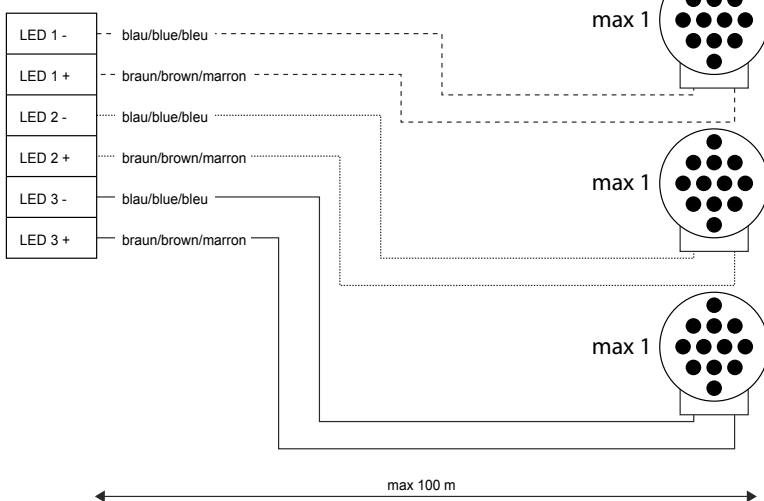 max 1
LED 1 - blau/blue/bleu
LED 1 + braun/brown/marron
LED 2 - blau/blue/bleu
LED 2 + braun/brown/marron
max 1
LED 3 - blau/blue/bleu
LED 3 + braun/brown/marron
max 1
max 100 m